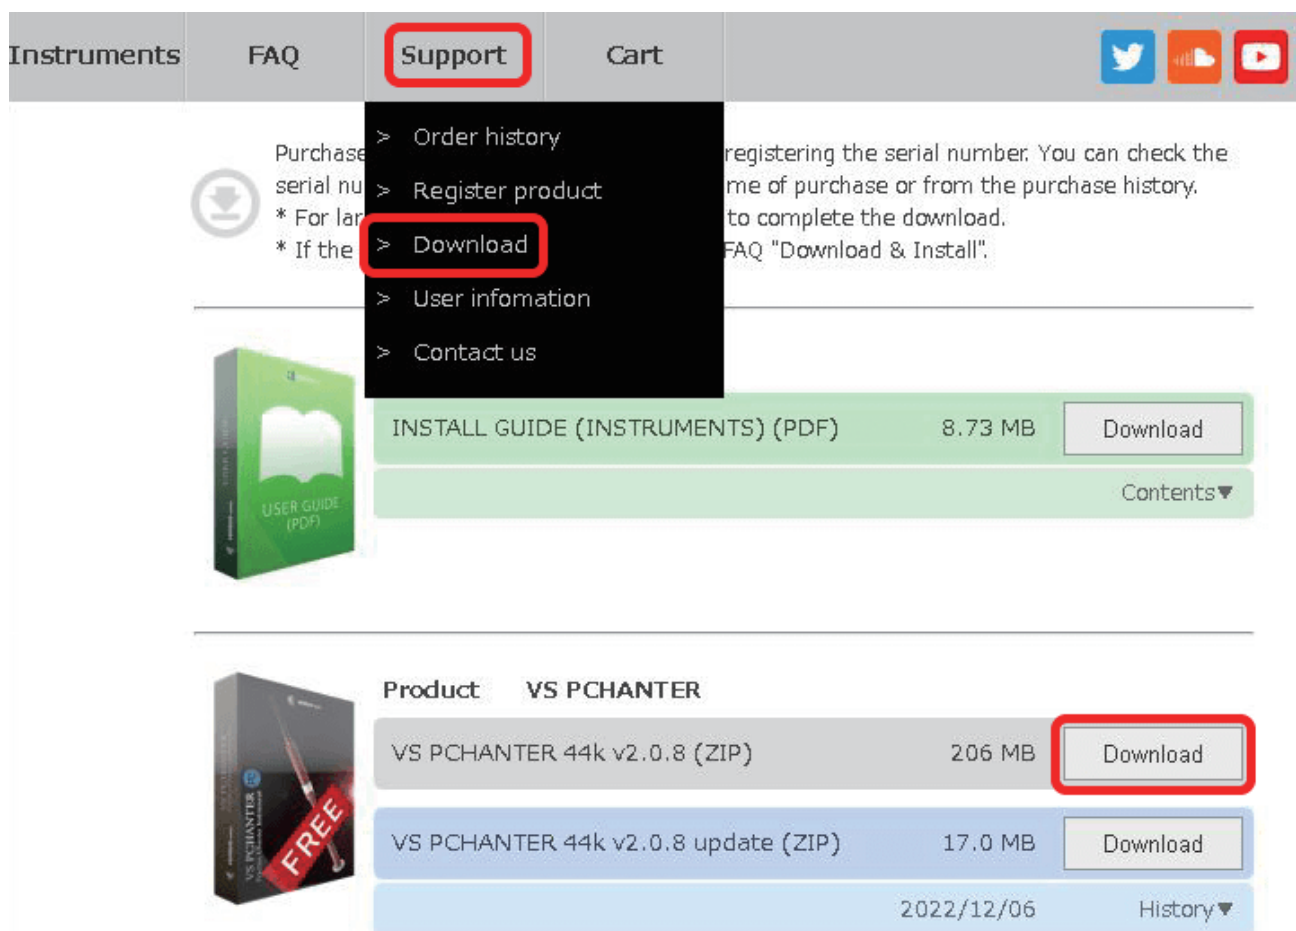 Instruments FAQ Support Cart
> Order history
> Register product
> Download
> User infomation
> Contact us
Purchase registering the serial number. You can check the
serial nu me of purchase or from the purchase history.
* For lar to complete the download.
* If the FAQ "Download & Install".
USER GUIDE
(PDF)
INSTALL GUIDE (INSTRUMENTS) (PDF) 8.73 MB Download
Contents▼
Product VS PCHANTER
VS PCHANTER
FREE
VS PCHANTER 44k v2.0.8 (ZIP) 206 MB Download
VS PCHANTER 44k v2.0.8 update (ZIP) 17.0 MB Download
2022/12/06 History▼